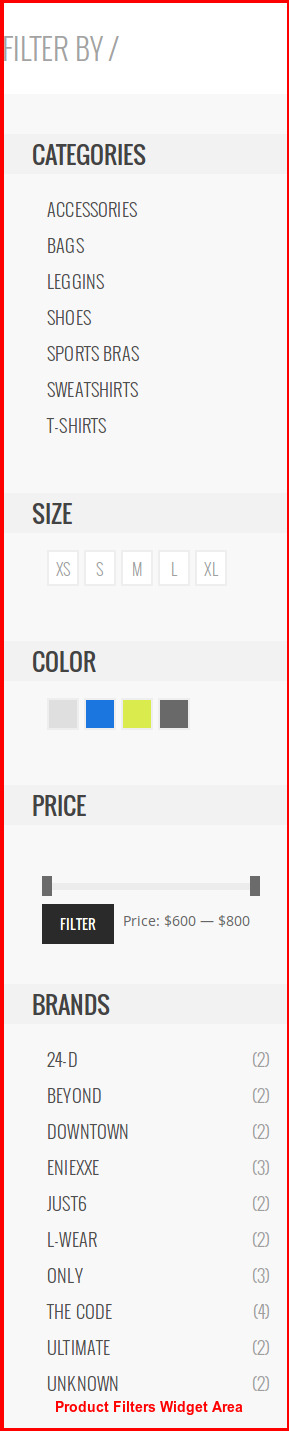 FILTER BY /
CATEGORIES
ACCESSORIES
BAGS
LEGGINS
SHOES
SPORTS BRAS
SWEATSHIRTS
T-SHIRTS
SIZE
XS S M L XL
COLOR
PRICE
FILTER Price: $600 — $800
BRANDS
24-D (2)
BEYOND (2)
DOWNTOWN (2)
ENIEXXE (3)
JUST6 (2)
L-WEAR (2)
ONLY (3)
THE CODE (4)
ULTIMATE (2)
UNKNOWN (2)
Product Filters Widget Area